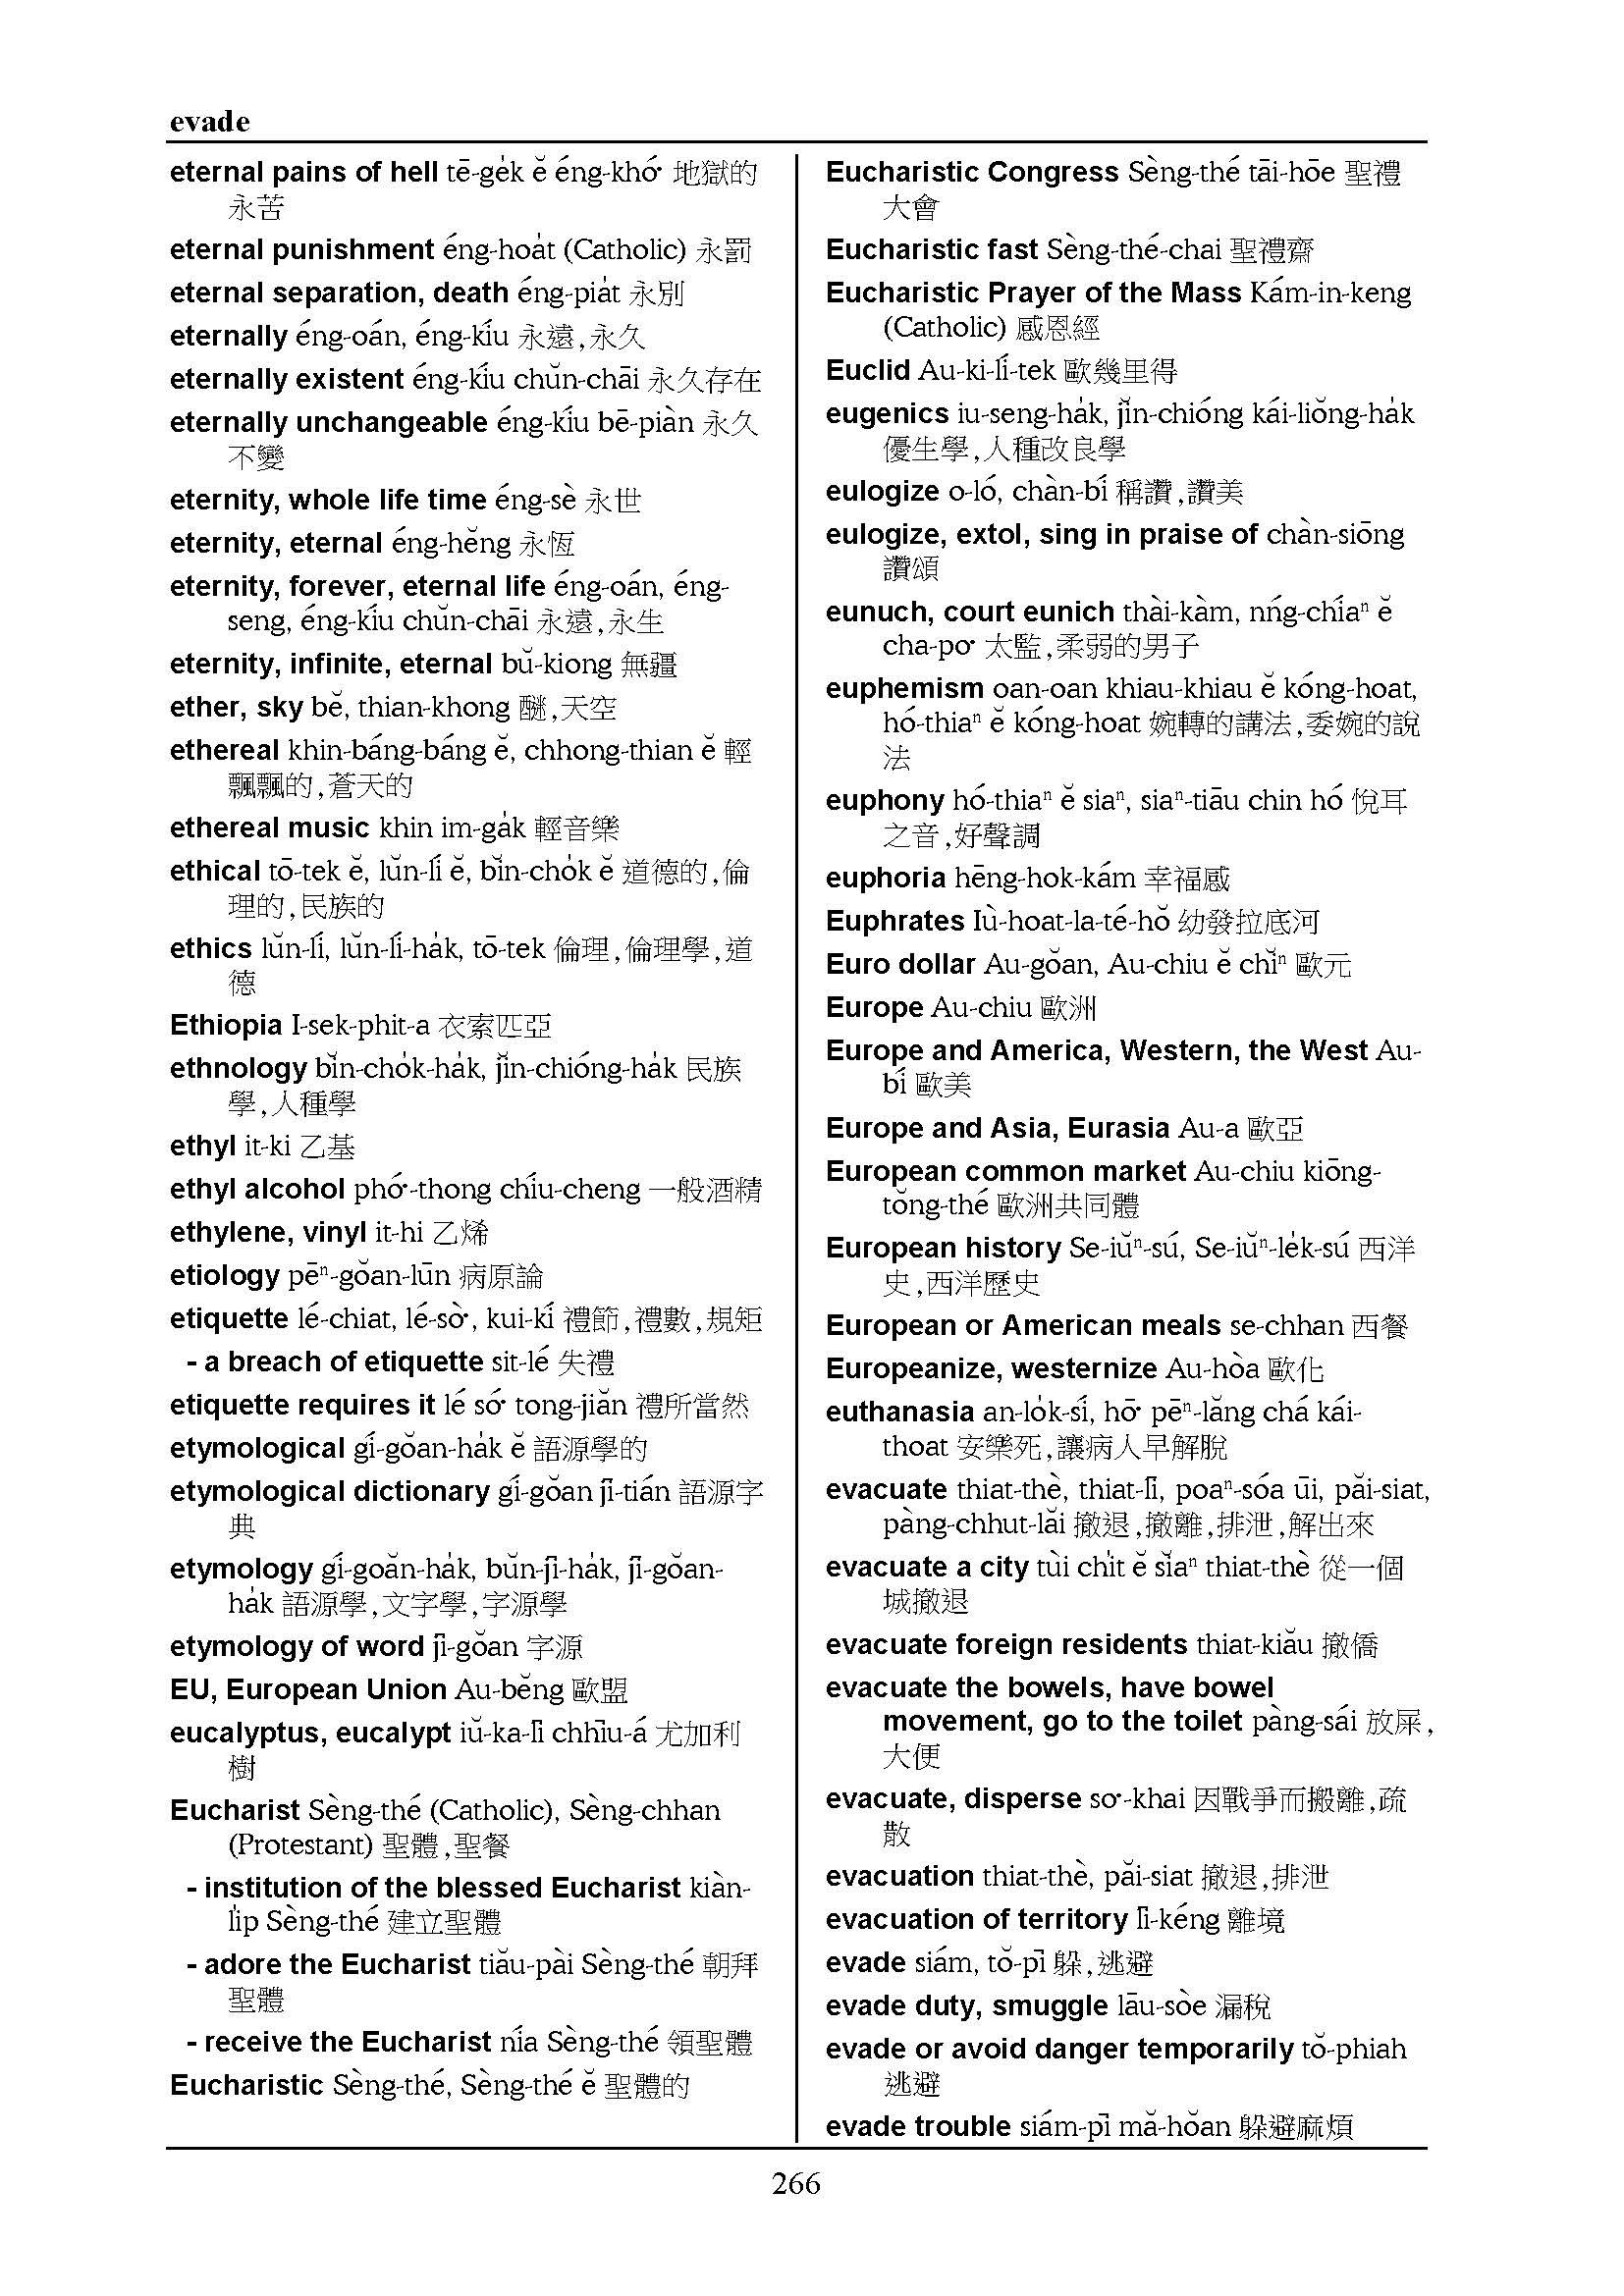 evade
eternal pains of hell tē-ge̍k ĕ éng-khó͘ 地獄的
永苦
eternal punishment éng-hoa̍t (Catholic) 永罰
eternal separation, death éng-pia̍t 永別
eternally éng-oán, éng-kíu 永遠,永久
eternally existent éng-kíu chŭn-chāi 永久存在
eternally unchangeable éng-kíu bē-piàn 永久
不變
eternity, whole life time éng-sè 永世
eternity, eternal éng-hĕng 永恆
eternity, forever, eternal life éng-oán, éng-
seng, éng-kíu chŭn-chāi 永遠,永生
eternity, infinite, eternal bŭ-kiong 無疆
ether, sky bĕ, thian-khong 醚,天空
ethereal khin-báng-báng ĕ, chhong-thian ĕ 輕
飄飄的,蒼天的
ethereal music khin im-ga̍k 輕音樂
ethical tō-tek ĕ, lŭn-lí ĕ, bĭn-cho̍k ĕ 道德的,倫
理的,民族的
ethics lŭn-lí, lŭn-lí-ha̍k, tō-tek 倫理,倫理學,道
德
Ethiopia I-sek-phit-a 衣索匹亞
ethnology bĭn-cho̍k-ha̍k, jĭn-chióng-ha̍k 民族
學,人種學
ethyl it-ki 乙基
ethyl alcohol phó͘-thong chíu-cheng 一般酒精
ethylene, vinyl it-hi 乙烯
etiology pēⁿ-gŏan-lūn 病原論
etiquette lé-chiat, lé-sò͘, kui-kí 禮節,禮數,規矩
- a breach of etiquette sit-lé 失禮
etiquette requires it lé só͘ tong-jiăn 禮所當然
etymological gí-gŏan-ha̍k ĕ 語源學的
etymological dictionary gí-gŏan jī-tián 語源字
典
etymology gí-goăn-ha̍k, bŭn-jī-ha̍k, jī-gŏan-
ha̍k 語源學,文字學,字源學
etymology of word jī-gŏan 字源
EU, European Union Au-bĕng 歐盟
eucalyptus, eucalypt iŭ-ka-lī chhīu-á 尤加利
樹
Eucharist Sèng-thé (Catholic), Sèng-chhan
(Protestant) 聖體,聖餐
- institution of the blessed Eucharist kiàn-
li̍p Sèng-thé 建立聖體
- adore the Eucharist tiău-pài Sèng-thé 朝拜
聖體
- receive the Eucharist nía Sèng-thé 領聖體
Eucharistic Sèng-thé, Sèng-thé ĕ 聖體的
Eucharistic Congress Sèng-thé tāi-hōe 聖禮
大會
Eucharistic fast Sèng-thé-chai 聖禮齋
Eucharistic Prayer of the Mass Kám-in-keng
(Catholic) 感恩經
Euclid Au-ki-lí-tek 歐幾里得
eugenics iu-seng-ha̍k, jĭn-chióng kái-liŏng-ha̍k
優生學,人種改良學
eulogize o-ló, chàn-bí 稱讚,讚美
eulogize, extol, sing in praise of chàn-siōng
讚頌
eunuch, court eunich thài-kàm, nńg-chíaⁿ ĕ
cha-po͘ 太監,柔弱的男子
euphemism oan-oan khiau-khiau ĕ kóng-hoat,
hó-thiaⁿ ĕ kóng-hoat 婉轉的講法,委婉的說
法
euphony hó-thiaⁿ ĕ siaⁿ, siaⁿ-tiāu chin hó 悅耳
之音,好聲調
euphoria hēng-hok-kám 幸福感
Euphrates Iù-hoat-la-té-hŏ 幼發拉底河
Euro dollar Au-gŏan, Au-chiu ĕ chĭⁿ 歐元
Europe Au-chiu 歐洲
Europe and America, Western, the West Au-
bí 歐美
Europe and Asia, Eurasia Au-a 歐亞
European common market Au-chiu kiōng-
tŏng-thé 歐洲共同體
European history Se-iŭⁿ-sú, Se-iŭⁿ-le̍k-sú 西洋
史,西洋歷史
European or American meals se-chhan 西餐
Europeanize, westernize Au-hòa 歐化
euthanasia an-lo̍k-sí, hō͘ pēⁿ-lăng chá kái-
thoat 安樂死,讓病人早解脫
evacuate thiat-thè, thiat-lī, poaⁿ-sóa ūi, păi-siat,
pàng-chhut-lăi 撤退,撤離,排泄,解出來
evacuate a city tùi chi̍t ĕ sĭaⁿ thiat-thè 從一個
城撤退
evacuate foreign residents thiat-kiău 撤僑
evacuate the bowels, have bowel
movement, go to the toilet pàng-sái 放屎,
大便
evacuate, disperse so͘-khai 因戰爭而搬離,疏
散
evacuation thiat-thè, păi-siat 撤退,排泄
evacuation of territory lī-kéng 離境
evade siám, tŏ-pī 躲,逃避
evade duty, smuggle lāu-sòe 漏稅
evade or avoid danger temporarily tŏ-phiah
逃避
evade trouble siám-pī mă-hŏan 躲避麻煩
266